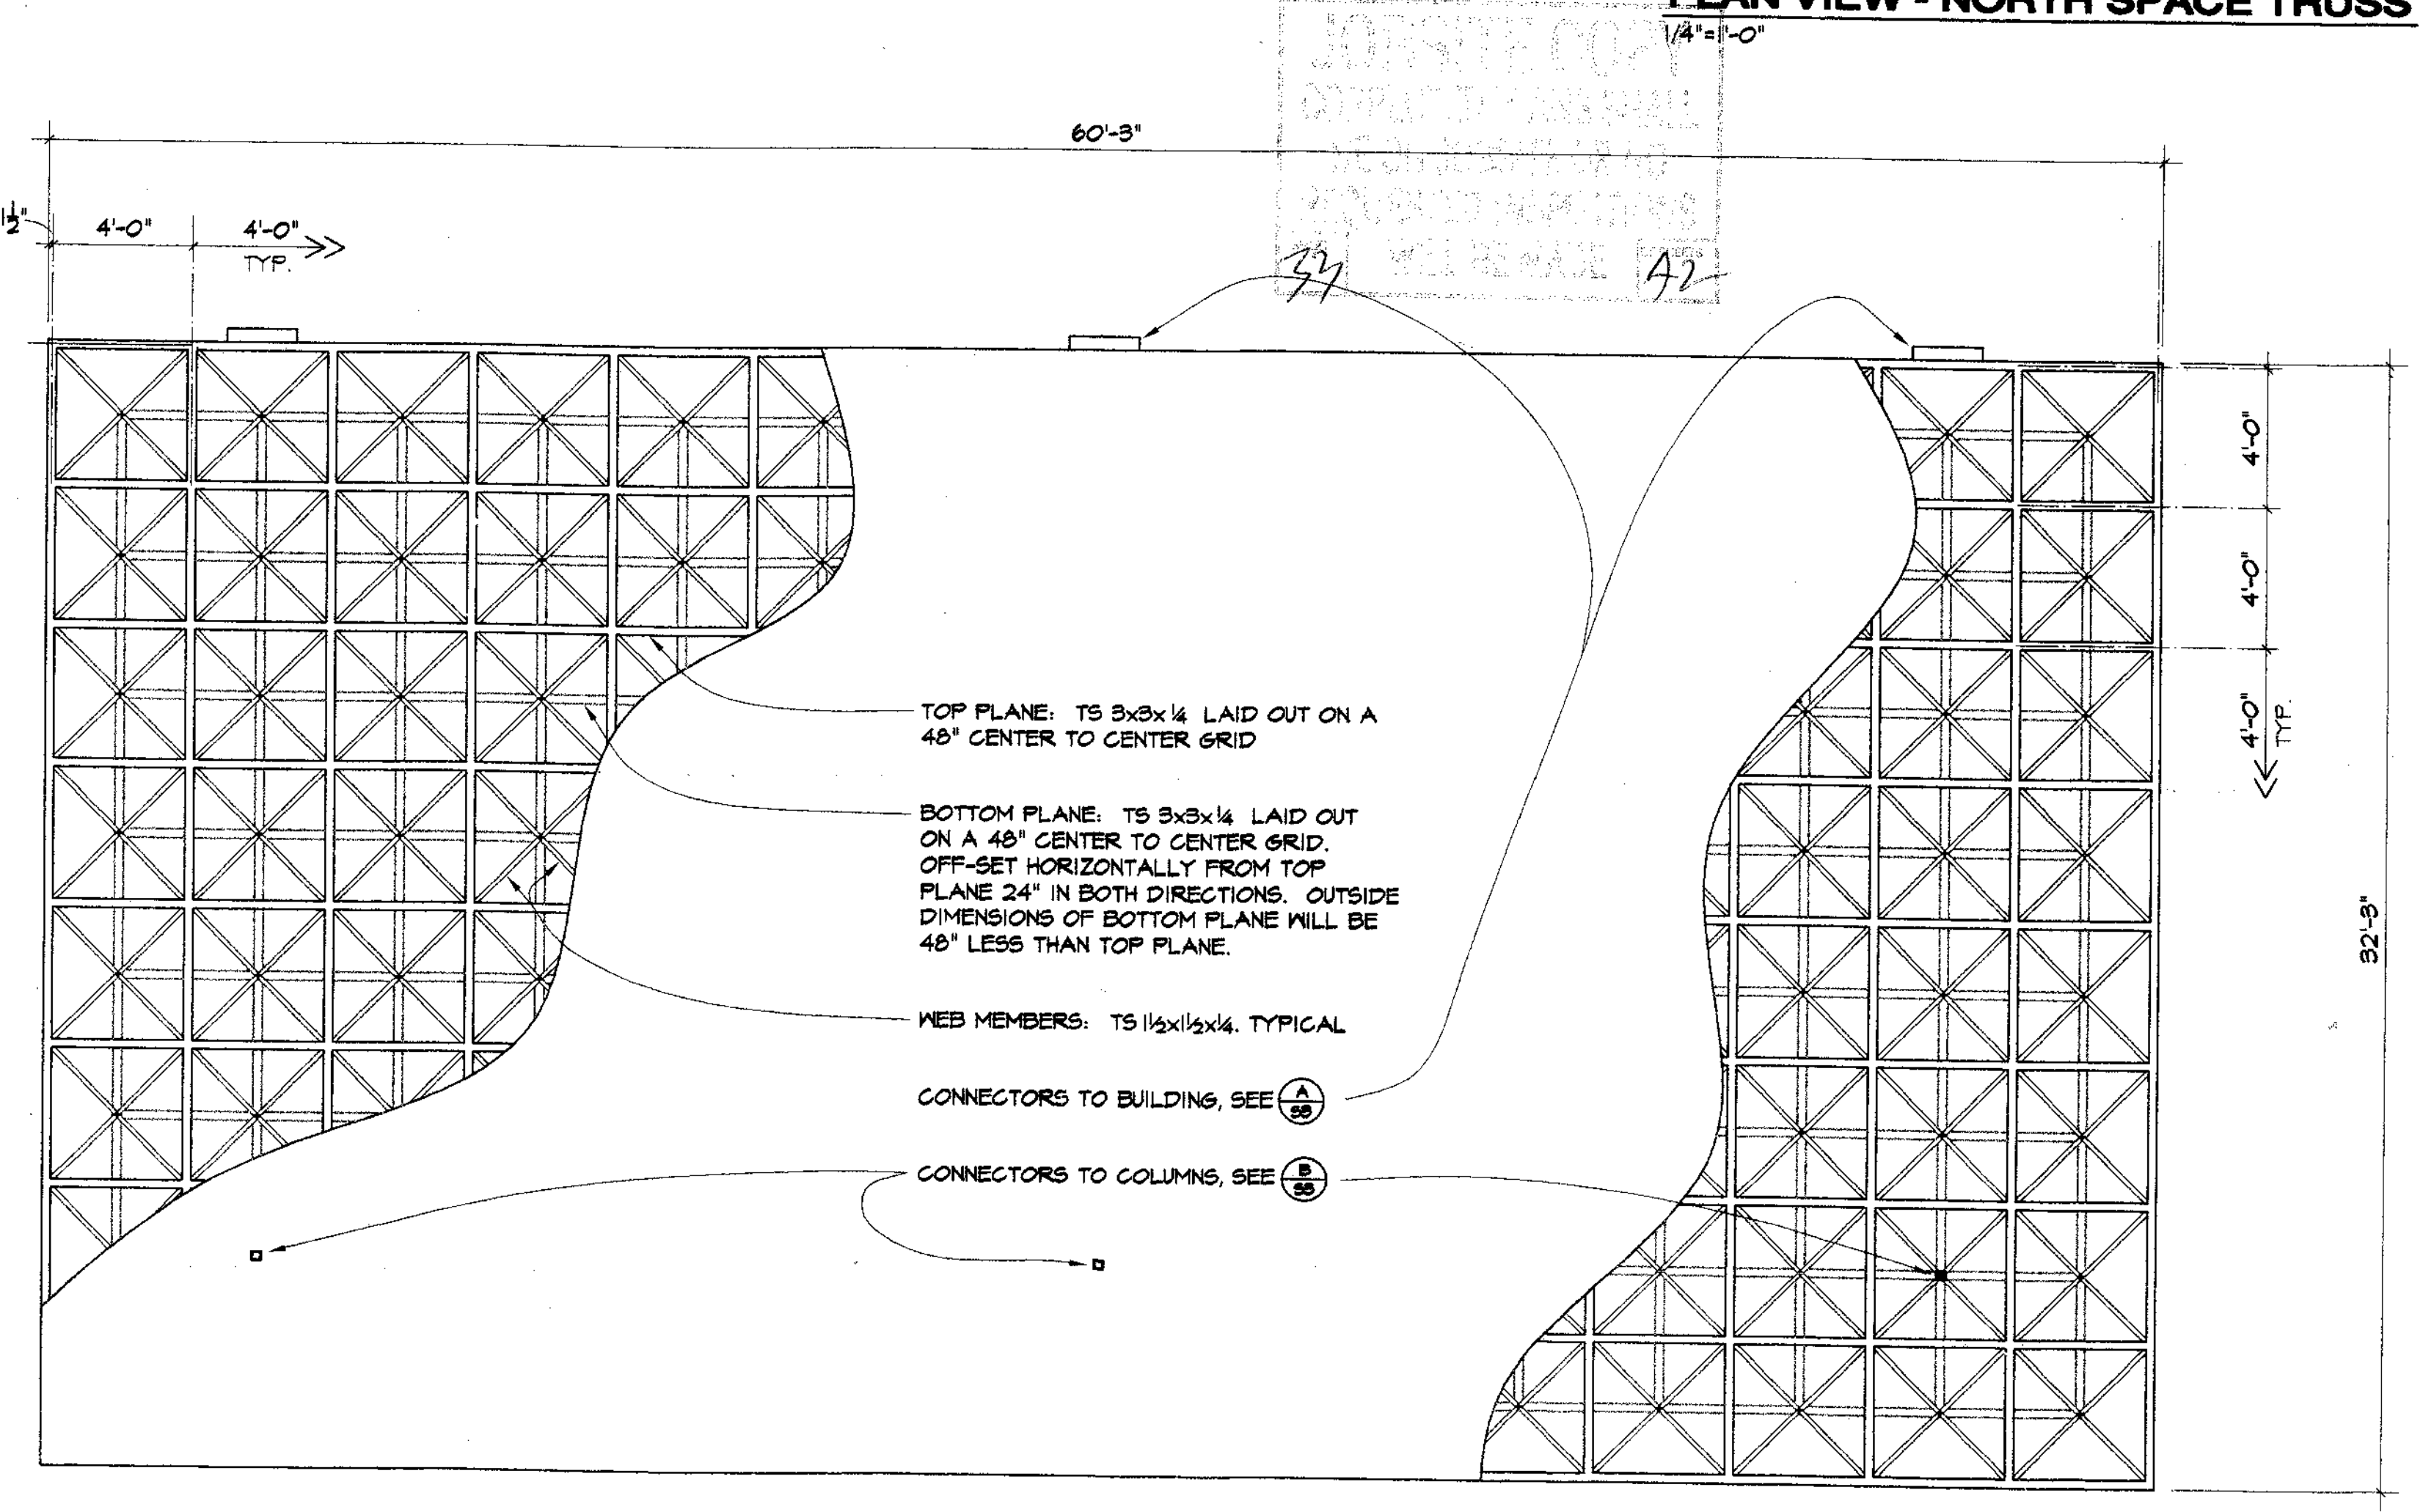 PLAN VIEW - NORTH SPACE TRUSS
1/4"=1'-0"
60'-3"
1½"
4'-0"
4'-0"
TYP.
33
A2
4'-0"
4'-0"
4'-0"
TYP.
32'-3"
TOP PLANE: TS 3x3x¼ LAID OUT ON A
48" CENTER TO CENTER GRID
BOTTOM PLANE: TS 3x3x¼ LAID OUT
ON A 48" CENTER TO CENTER GRID.
OFF-SET HORIZONTALLY FROM TOP
PLANE 24" IN BOTH DIRECTIONS. OUTSIDE
DIMENSIONS OF BOTTOM PLANE WILL BE
48" LESS THAN TOP PLANE.
WEB MEMBERS: TS 1½x1½x¼. TYPICAL
CONNECTORS TO BUILDING, SEE A
CONNECTORS TO COLUMNS, SEE B